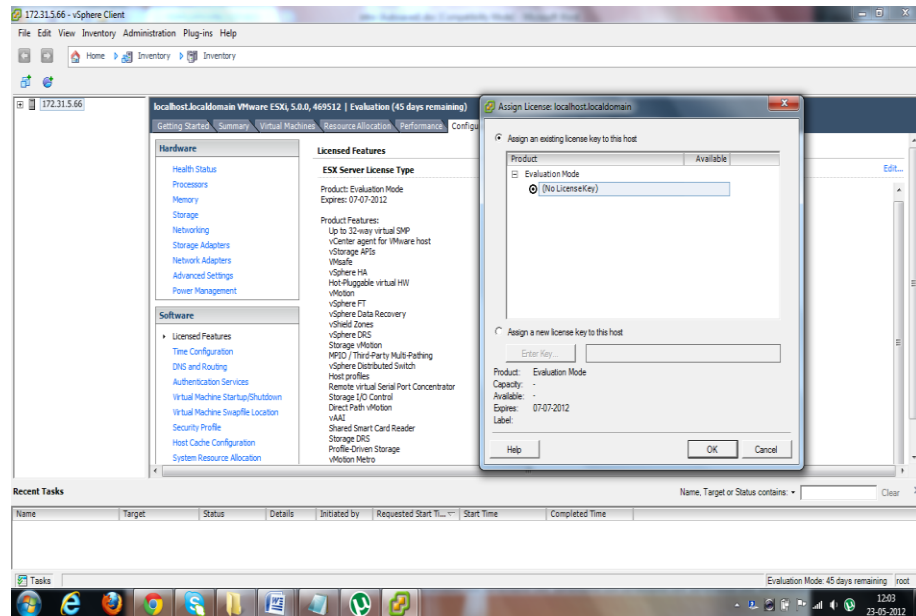 172.31.5.66 - vSphere Client
File Edit View Inventory Administration Plug-ins Help
Home Inventory Inventory
172.31.5.66
localhost.localdomain VMware ESXi, 5.0.0, 469512 | Evaluation (45 days remaining)
Getting Started Summary Virtual Machines Resource Allocation Performance Configu
Hardware
Health Status
Processors
Memory
Storage
Networking
Storage Adapters
Network Adapters
Advanced Settings
Power Management
Software
Licensed Features
Time Configuration
DNS and Routing
Authentication Services
Virtual Machine Startup/Shutdown
Virtual Machine Swapfile Location
Security Profile
Host Cache Configuration
System Resource Allocation
Licensed Features
ESX Server License Type
Edit...
Product: Evaluation Mode
Expires: 07-07-2012
Product Features:
Up to 32-way virtual SMP
vCenter agent for VMware host
vStorage APIs
VMsafe
vSphere HA
Hot-Pluggable virtual HW
vMotion
vSphere FT
vSphere Data Recovery
vShield Zones
vSphere DRS
Storage vMotion
MPIO / Third-Party Multi-Pathing
vSphere Distributed Switch
Host profiles
Remote virtual Serial Port Concentrator
Storage I/O Control
Direct Path vMotion
vAAI
Shared Smart Card Reader
Storage DRS
Profile-Driven Storage
vMotion Metro
Assign License: localhost.localdomain
Assign an existing license key to this host
Product Available
Evaluation Mode
(No License Key)
Assign a new license key to this host
Enter Key...
Product: Evaluation Mode
Capacity: -
Available: -
Expires: 07-07-2012
Label:
Help OK Cancel
Recent Tasks
Name, Target or Status contains: Clear
Name Target Status Details Initiated by Requested Start Ti... Start Time Completed Time
Tasks
Evaluation Mode: 45 days remaining root
12:03
23-05-2012